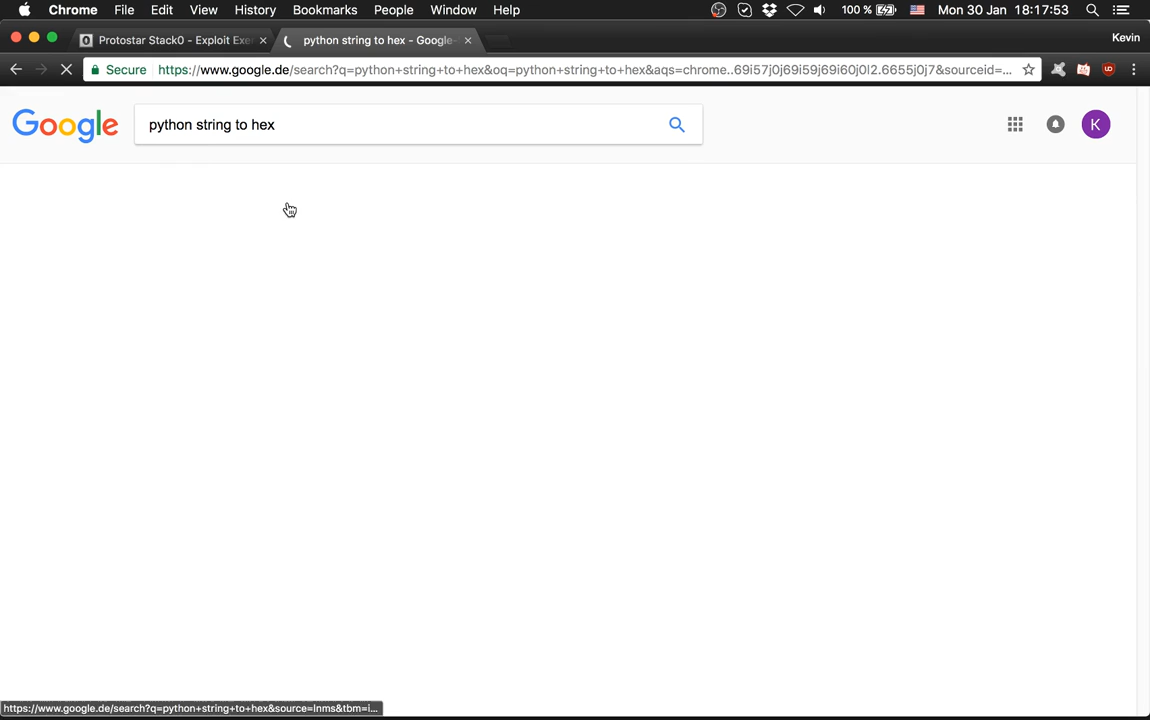 Chrome File Edit View History Bookmarks People Window Help 100 % Mon 30 Jan 18:17:53
Protostar Stack0 - Exploit Exe python string to hex - Google- Kevin
Secure https://www.google.de/search?q=python+string+to+hex&oq=python+string+to+hex&aqs=chrome..69i57j0j69i59j69i60j0l2.6655j0j7&sourceid=...
Google python string to hex K
https://www.google.de/search?q=python+string+to+hex&source=lnms&tbm=i...